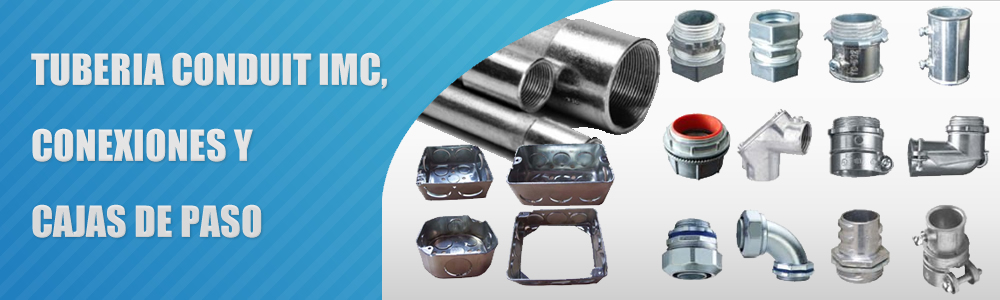 TUBERIA CONDUIT IMC,
CONEXIONES Y
CAJAS DE PASO